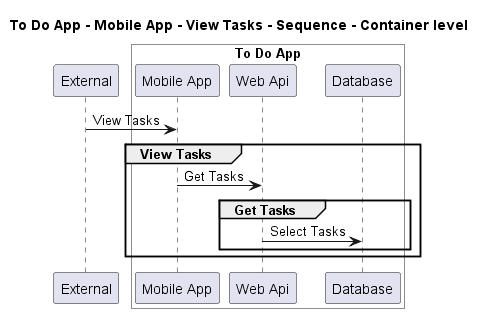 To Do App - Mobile App - View Tasks - Sequence - Container level
To Do App
External Mobile App Web Api Database
View Tasks
View Tasks
Get Tasks
Get Tasks
Select Tasks
External Mobile App Web Api Database